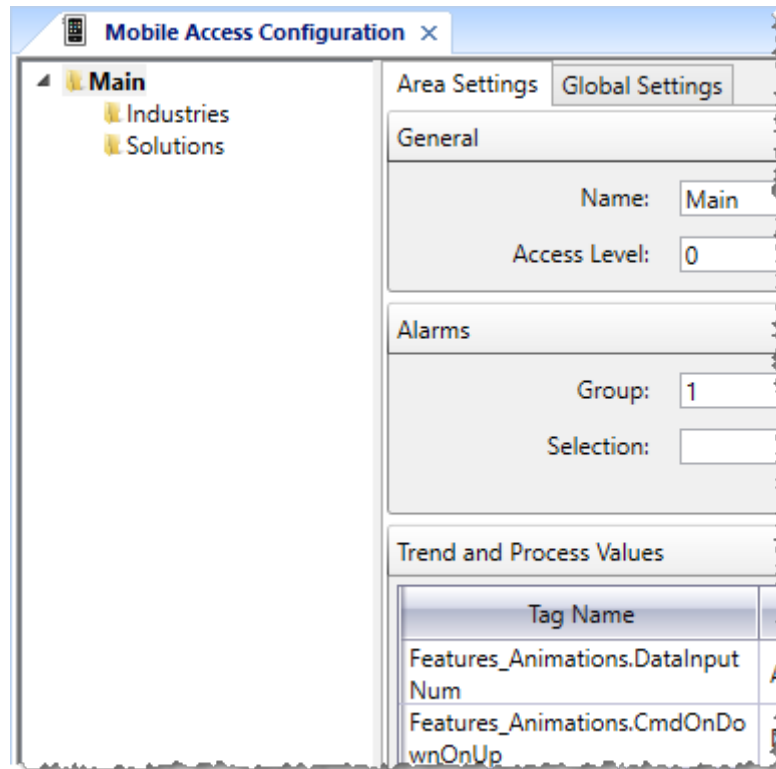 Mobile Access Configuration
Main
Industries
Solutions
Area Settings
Global Settings
General
Name:
Main
Access Level:
0
Alarms
Group:
1
Selection:
Trend and Process Values
Tag Name
Features_Animations.DataInput
Num
Features_Animations.CmdOnDo
wnOnUp